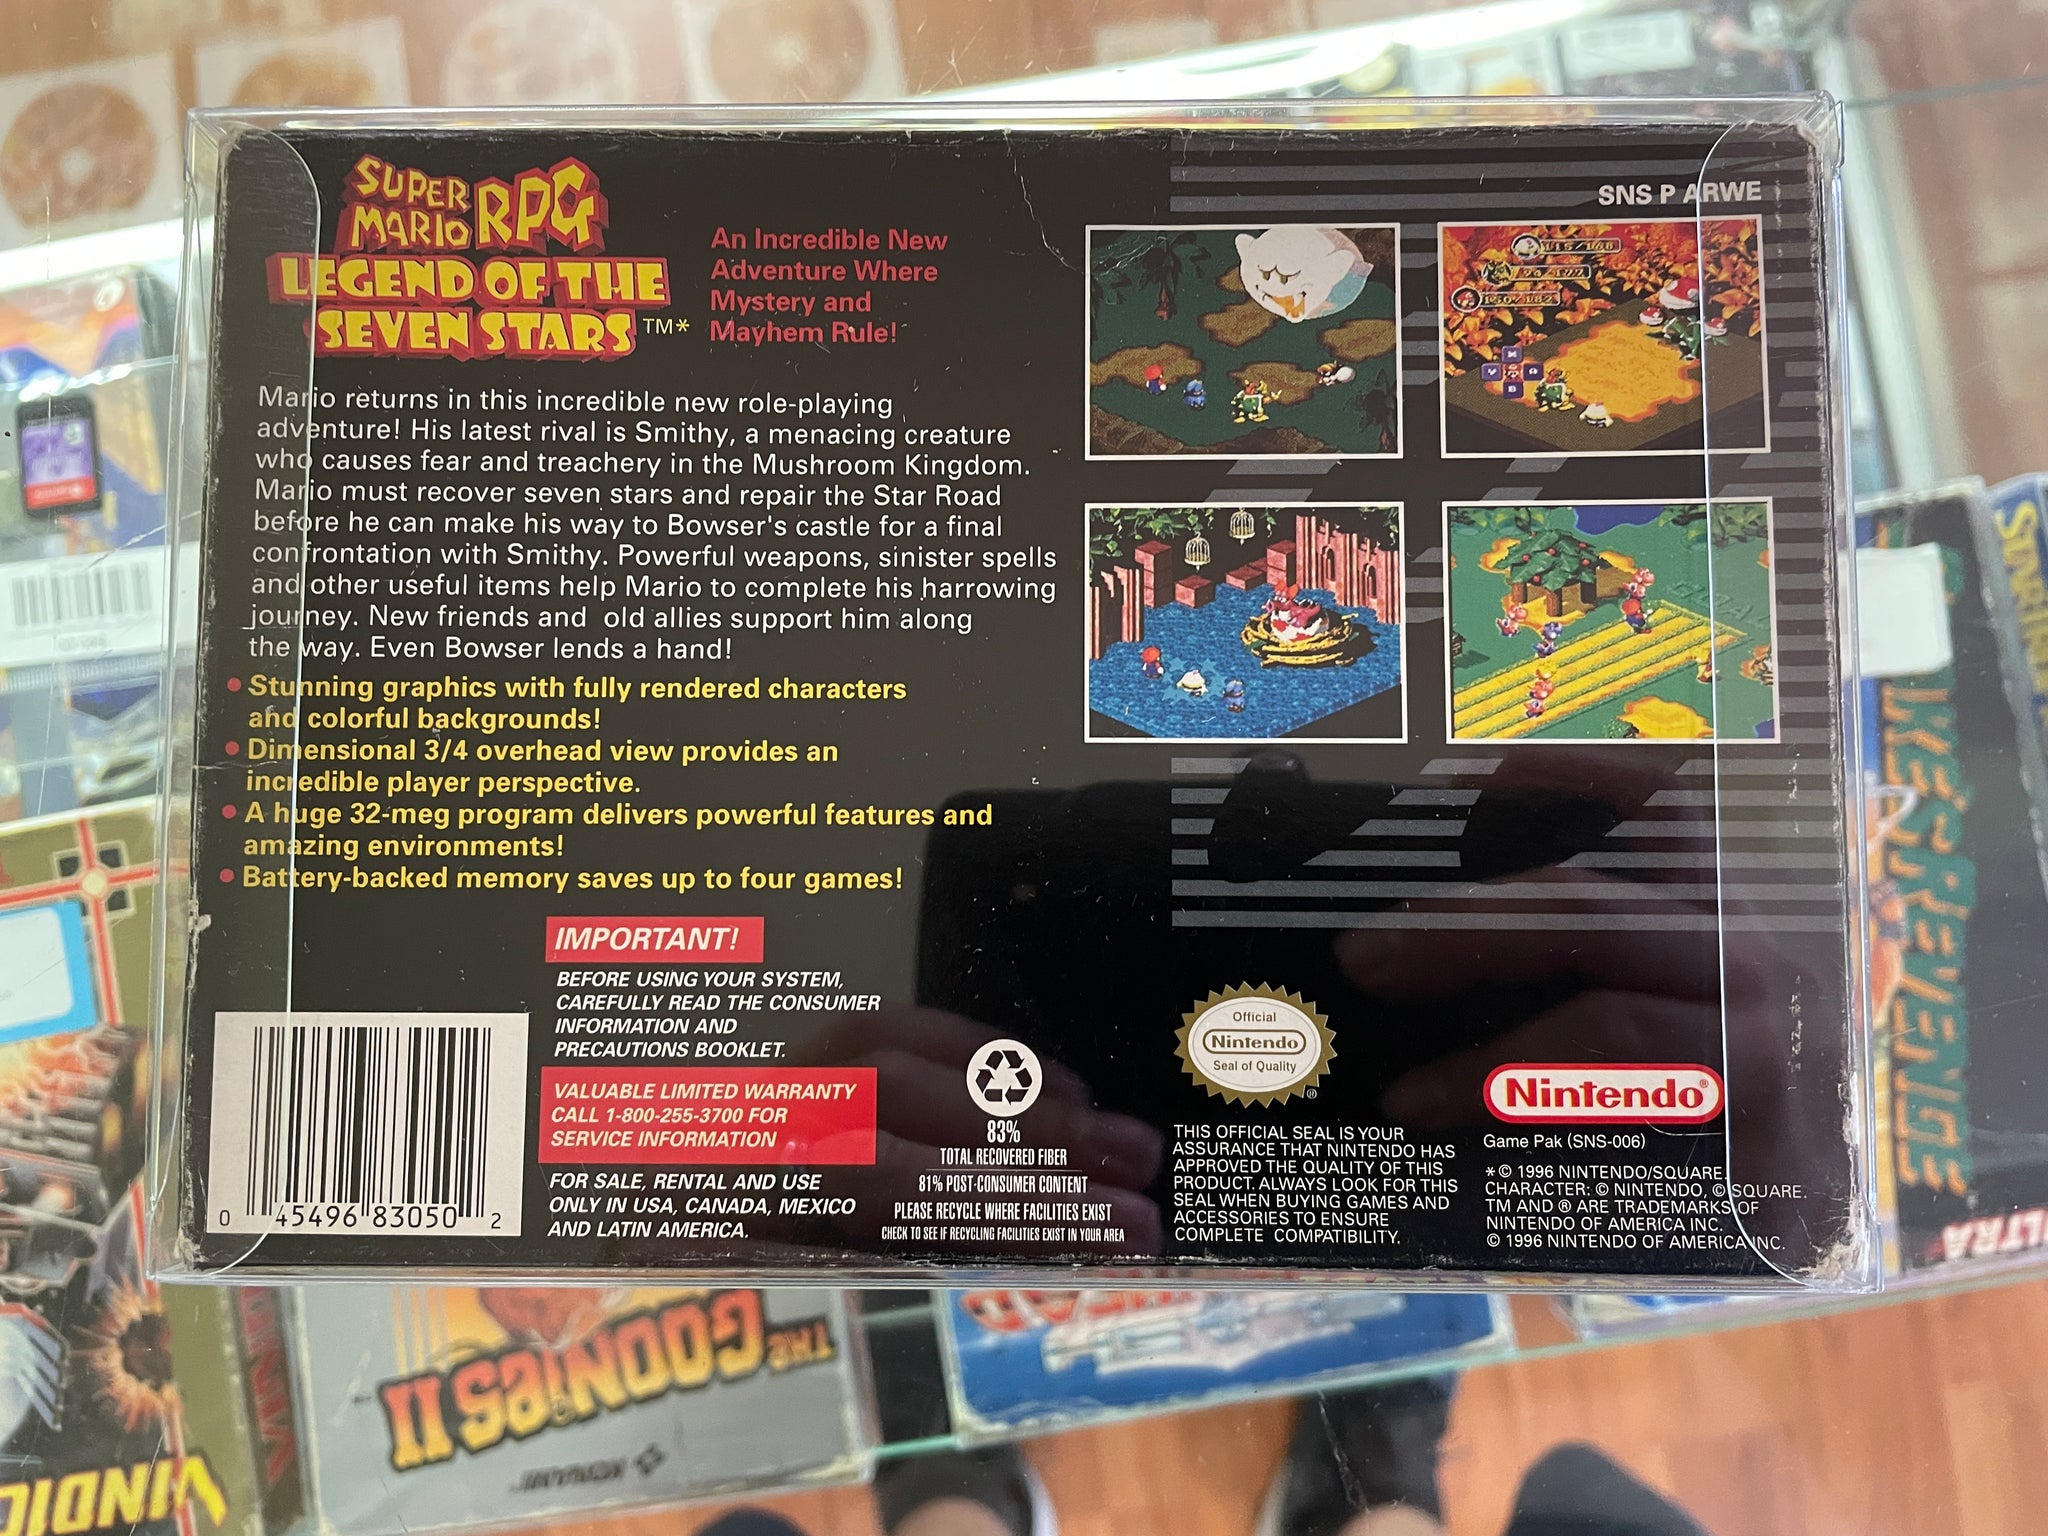 SUPER
MARIO RPG
LEGEND OF THE
SEVEN STARS TM*
An Incredible New
Adventure Where
Mystery and
Mayhem Rule!
SNS P ARWE
Mario returns in this incredible new role-playing
adventure! His latest rival is Smithy, a menacing creature
who causes fear and treachery in the Mushroom Kingdom.
Mario must recover seven stars and repair the Star Road
before he can make his way to Bowser's castle for a final
confrontation with Smithy. Powerful weapons, sinister spells
and other useful items help Mario to complete his harrowing
journey. New friends and old allies support him along
the way. Even Bowser lends a hand!
• Stunning graphics with fully rendered characters
and colorful backgrounds!
• Dimensional 3/4 overhead view provides an
incredible player perspective.
• A huge 32-meg program delivers powerful features and
amazing environments!
• Battery-backed memory saves up to four games!
IMPORTANT!
BEFORE USING YOUR SYSTEM,
CAREFULLY READ THE CONSUMER
INFORMATION AND
PRECAUTIONS BOOKLET.
VALUABLE LIMITED WARRANTY
CALL 1-800-255-3700 FOR
SERVICE INFORMATION
FOR SALE, RENTAL AND USE
ONLY IN USA, CANADA, MEXICO
AND LATIN AMERICA.
0 45496 83050 2
83%
TOTAL RECOVERED FIBER
81% POST-CONSUMER CONTENT
PLEASE RECYCLE WHERE FACILITIES EXIST
CHECK TO SEE IF RECYCLING FACILITIES EXIST IN YOUR AREA
Official
Nintendo
Seal of Quality
®
THIS OFFICIAL SEAL IS YOUR
ASSURANCE THAT NINTENDO HAS
APPROVED THE QUALITY OF THIS
PRODUCT. ALWAYS LOOK FOR THIS
SEAL WHEN BUYING GAMES AND
ACCESSORIES TO ENSURE
COMPLETE COMPATIBILITY.
Nintendo®
Game Pak (SNS-006)
*© 1996 NINTENDO/SQUARE.
CHARACTER: © NINTENDO, © SQUARE.
TM AND ® ARE TRADEMARKS OF
NINTENDO OF AMERICA INC.
© 1996 NINTENDO OF AMERICA INC.
THE GOONIES II
KONAMI
VINDIC
KE'S REVENGE
ULTRA